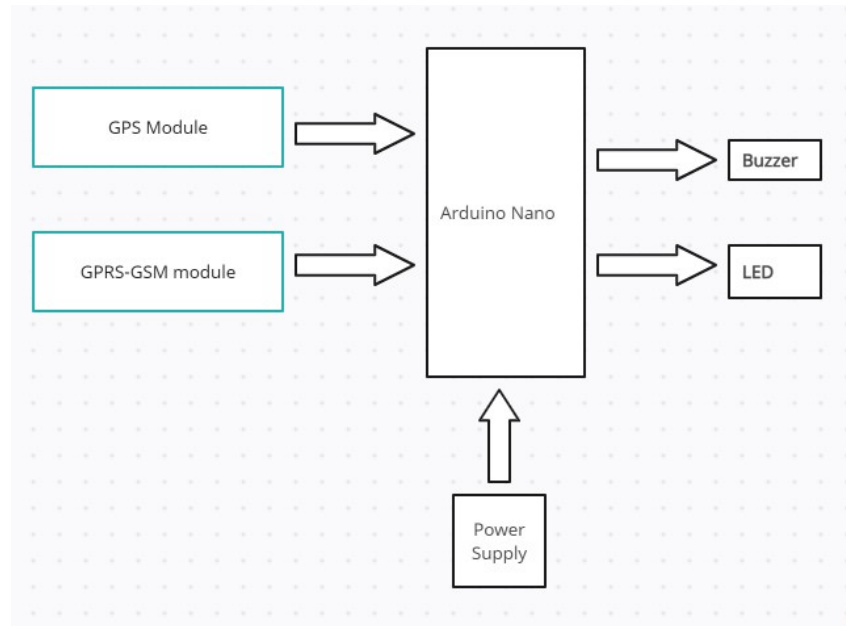 GPS Module
GPRS-GSM module
Arduino Nano
Buzzer
LED
Power
Supply